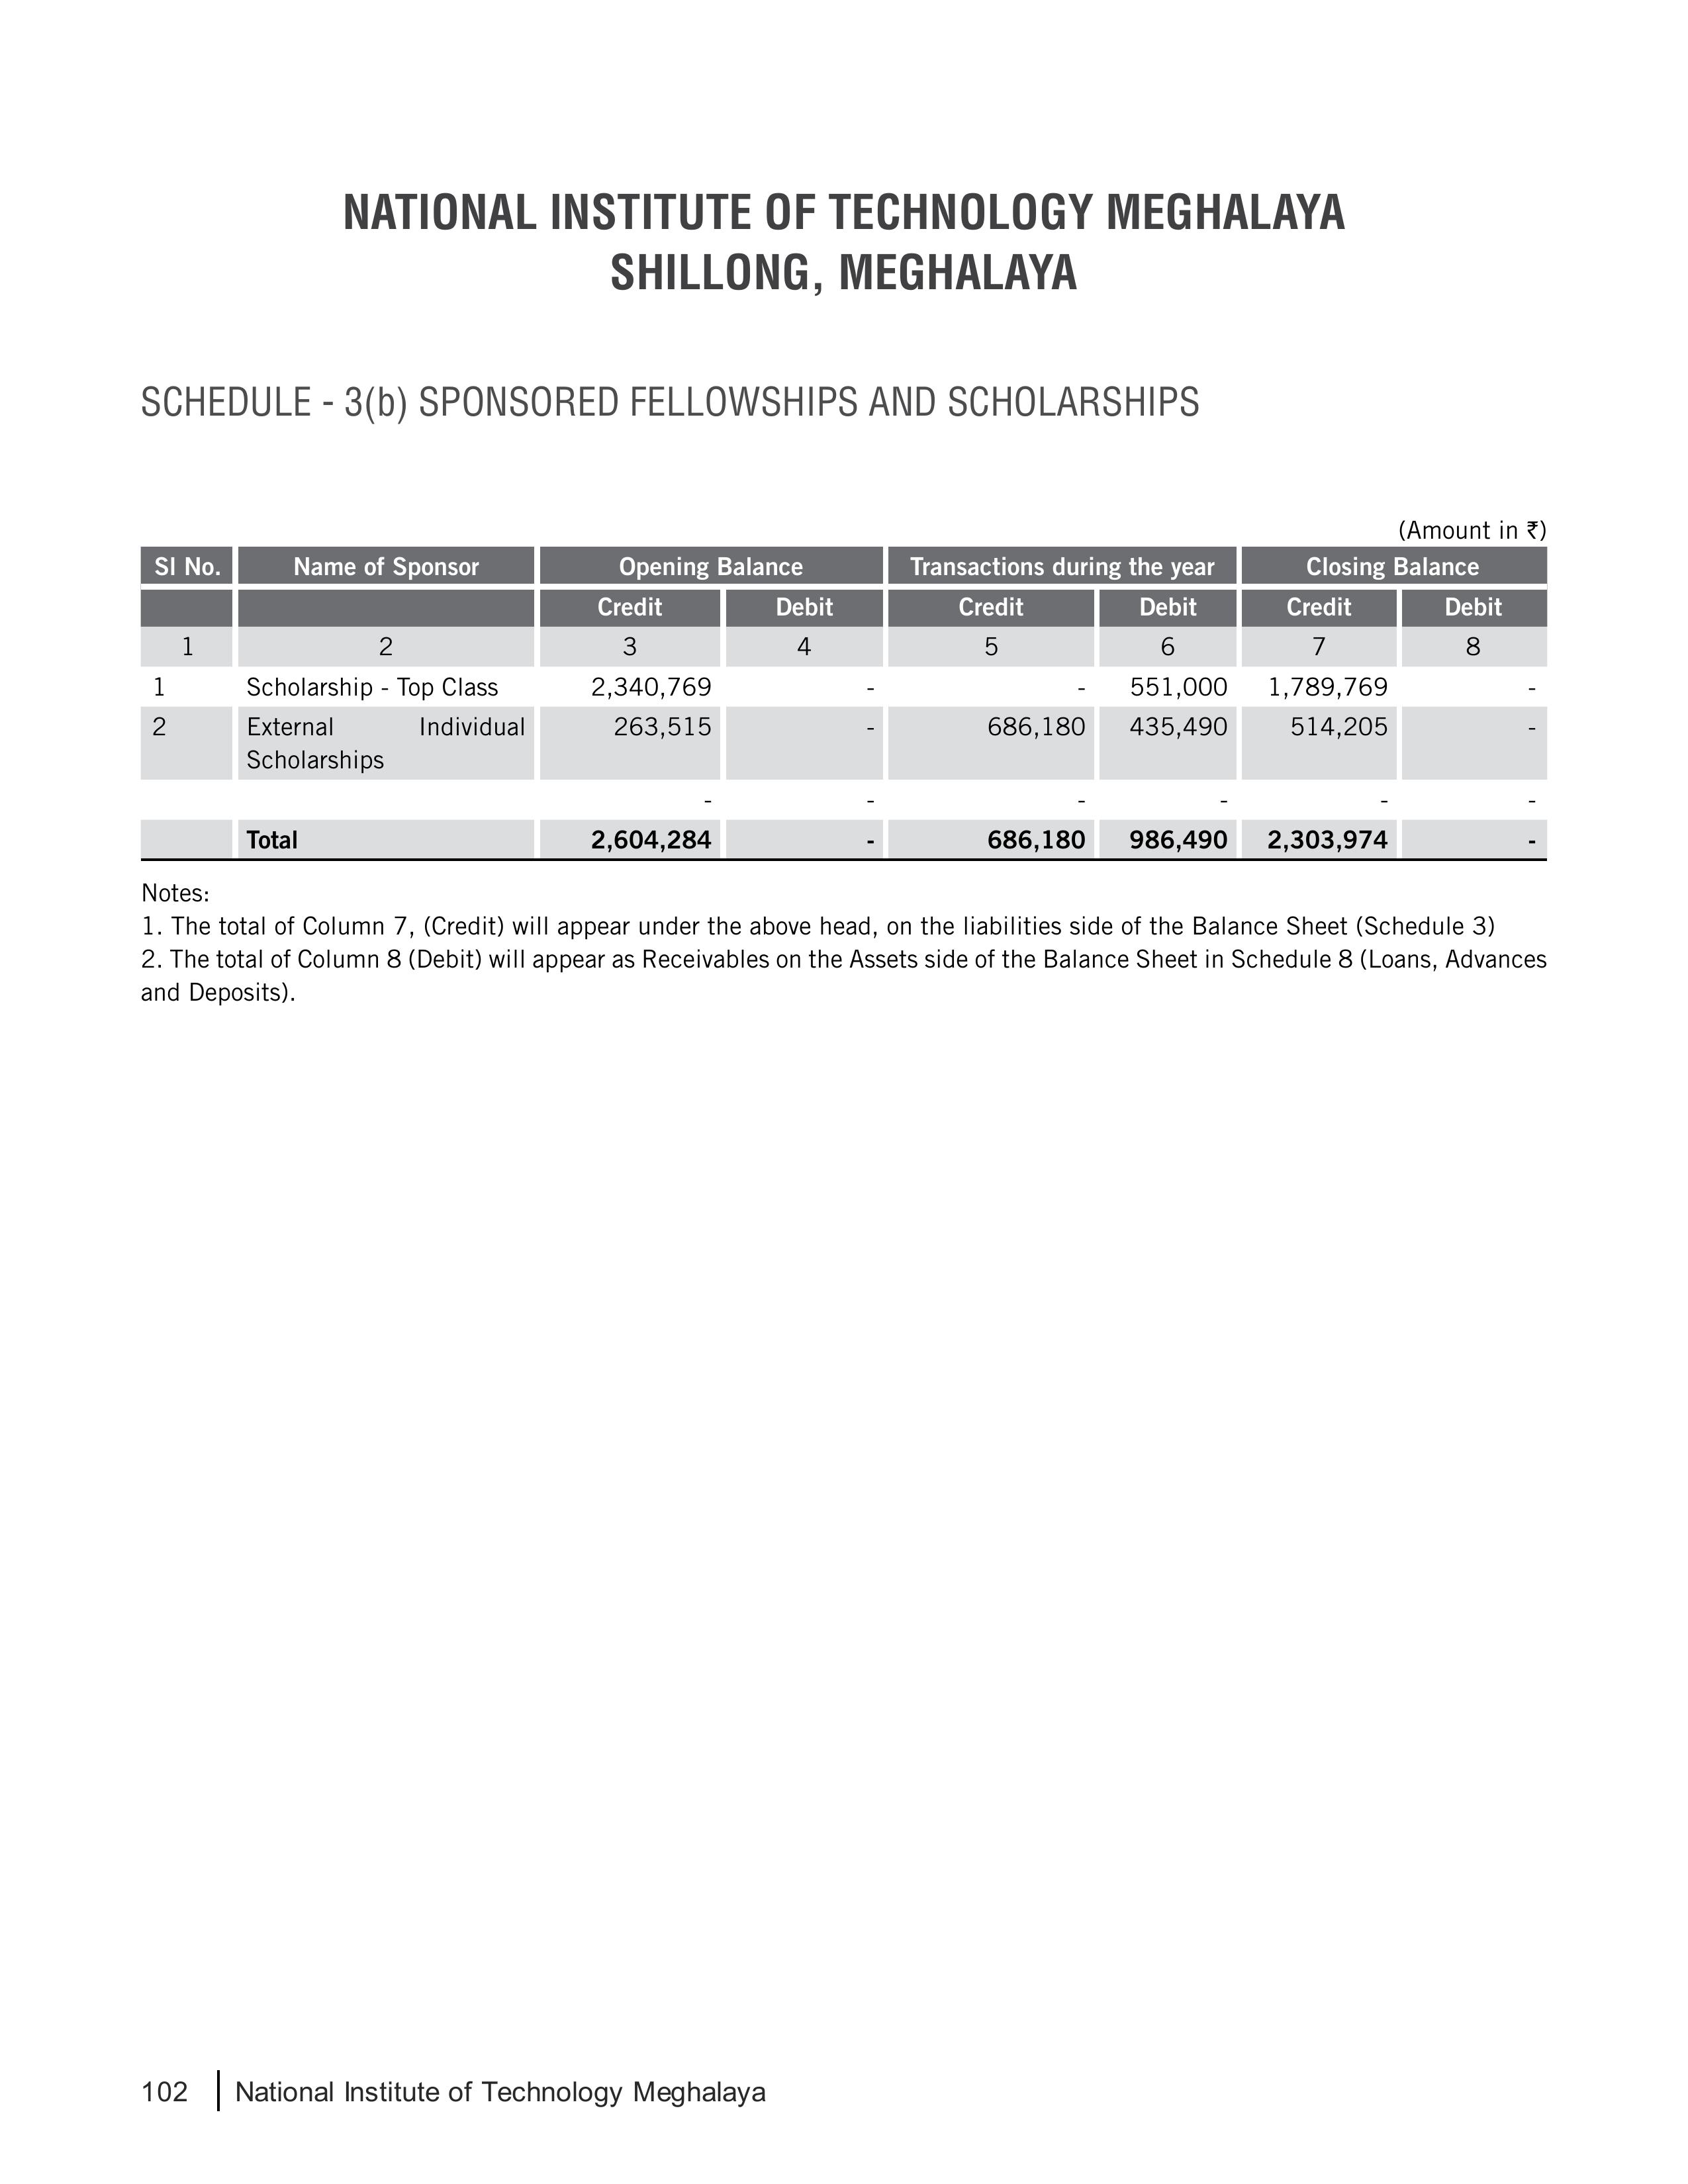 NATIONAL INSTITUTE OF TECHNOLOGY MEGHALAYA
SHILLONG, MEGHALAYA
SCHEDULE - 3(b) SPONSORED FELLOWSHIPS AND SCHOLARSHIPS
(Amount in ₹)
Sl No. Name of Sponsor Opening Balance Transactions during the year Closing Balance
Credit Debit Credit Debit Credit Debit
1 2 3 4 5 6 7 8
1 Scholarship - Top Class 2,340,769 - - 551,000 1,789,769 -
2 External Individual 263,515 - 686,180 435,490 514,205 -
Scholarships
- - - - - -
Total 2,604,284 - 686,180 986,490 2,303,974 -
Notes:
1. The total of Column 7, (Credit) will appear under the above head, on the liabilities side of the Balance Sheet (Schedule 3)
2. The total of Column 8 (Debit) will appear as Receivables on the Assets side of the Balance Sheet in Schedule 8 (Loans, Advances
and Deposits).
102 National Institute of Technology Meghalaya